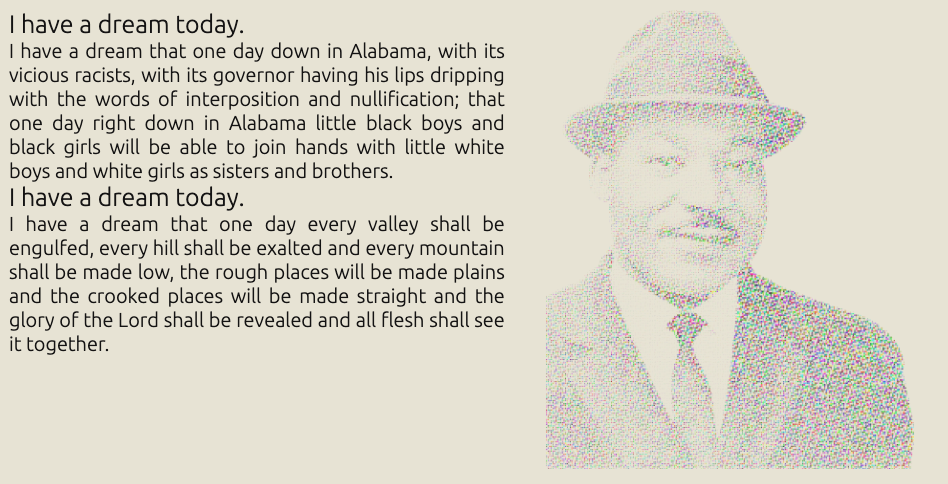 I have a dream today.
I have a dream that one day down in Alabama, with its
vicious racists, with its governor having his lips dripping
with the words of interposition and nullification; that
one day right down in Alabama little black boys and
black girls will be able to join hands with little white
boys and white girls as sisters and brothers.
I have a dream today.
I have a dream that one day every valley shall be
engulfed, every hill shall be exalted and every mountain
shall be made low, the rough places will be made plains
and the crooked places will be made straight and the
glory of the Lord shall be revealed and all flesh shall see
it together.